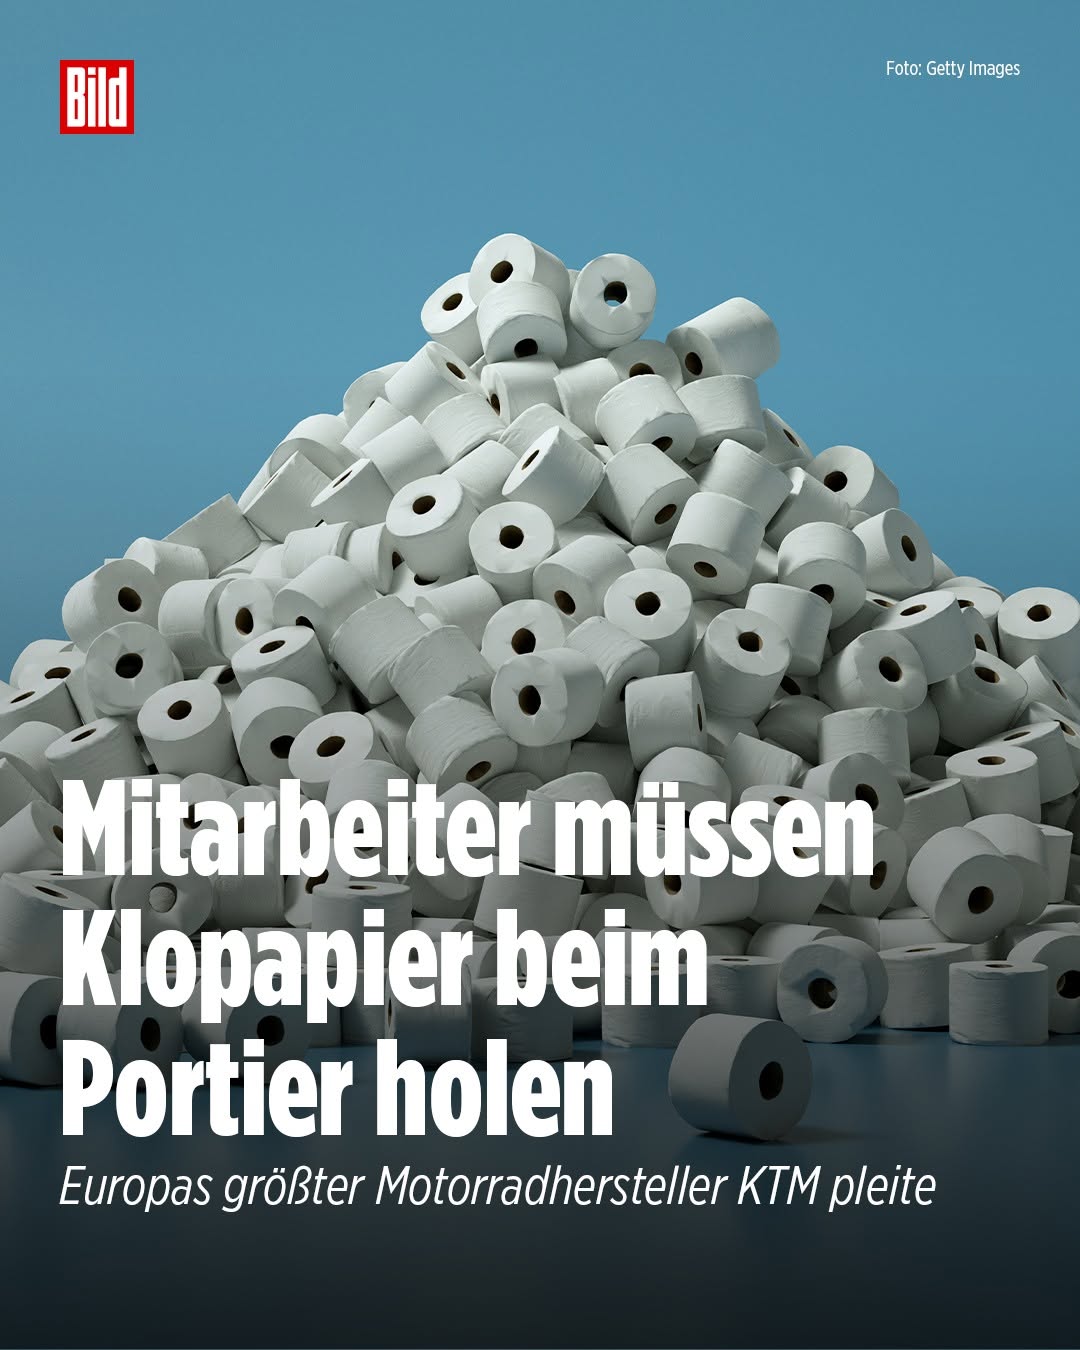 Bild
Foto: Getty Images
Mitarbeiter müssen
Klopapier beim
Portier holen
Europas größter Motorradhersteller KTM pleite